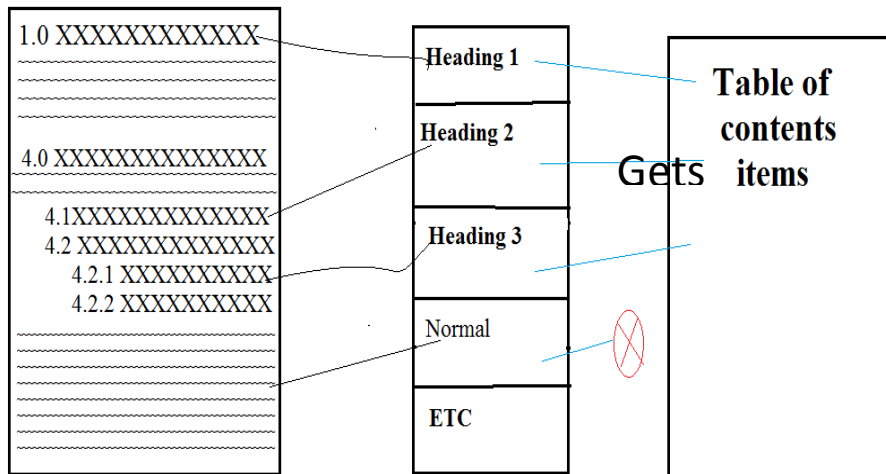 1.0 XXXXXXXXXXXX
4.0 XXXXXXXXXXXXXX
4.1XXXXXXXXXXXXX
4.2 XXXXXXXXXXXXX
4.2.1 XXXXXXXXXX
4.2.2 XXXXXXXXXX
Heading 1
Heading 2
Heading 3
Normal
ETC
Gets
Table of
contents
items